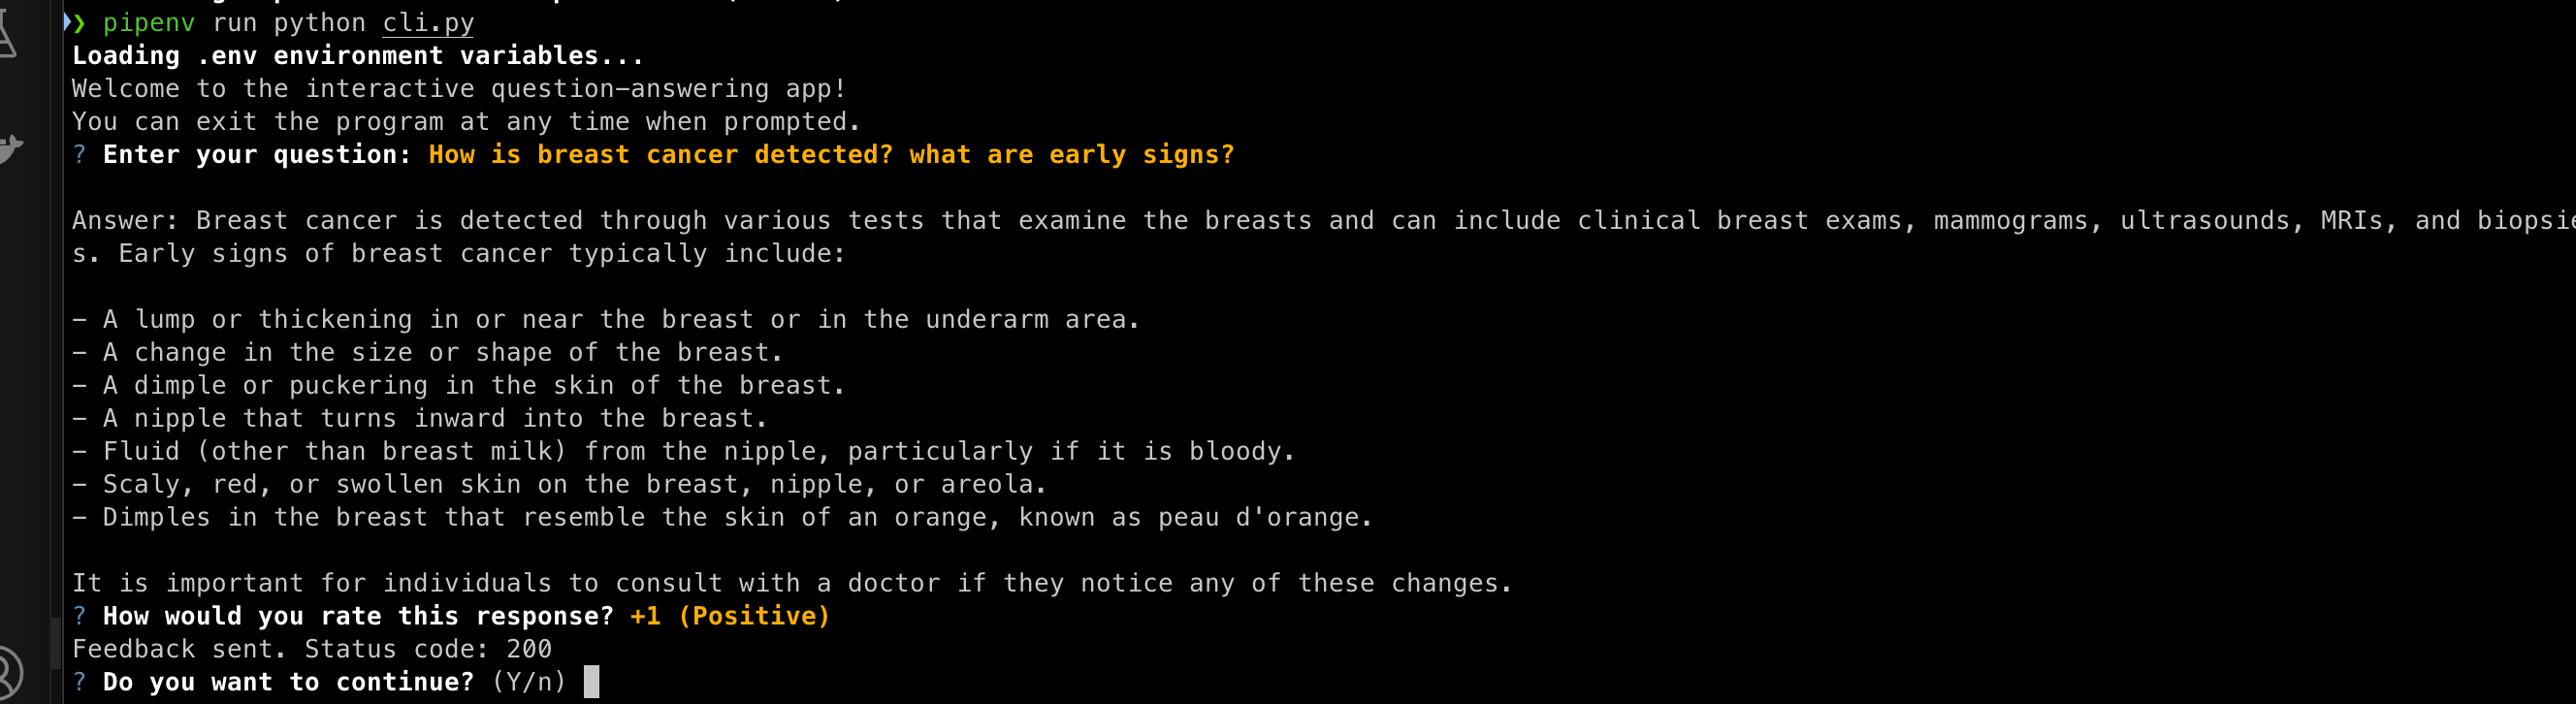 ❯ pipenv run python cli.py
Loading .env environment variables...
Welcome to the interactive question-answering app!
You can exit the program at any time when prompted.
? Enter your question: How is breast cancer detected? what are early signs?
Answer: Breast cancer is detected through various tests that examine the breasts and can include clinical breast exams, mammograms, ultrasounds, MRIs, and biopsie
s. Early signs of breast cancer typically include:
- A lump or thickening in or near the breast or in the underarm area.
- A change in the size or shape of the breast.
- A dimple or puckering in the skin of the breast.
- A nipple that turns inward into the breast.
- Fluid (other than breast milk) from the nipple, particularly if it is bloody.
- Scaly, red, or swollen skin on the breast, nipple, or areola.
- Dimples in the breast that resemble the skin of an orange, known as peau d'orange.
It is important for individuals to consult with a doctor if they notice any of these changes.
? How would you rate this response? +1 (Positive)
Feedback sent. Status code: 200
? Do you want to continue? (Y/n)